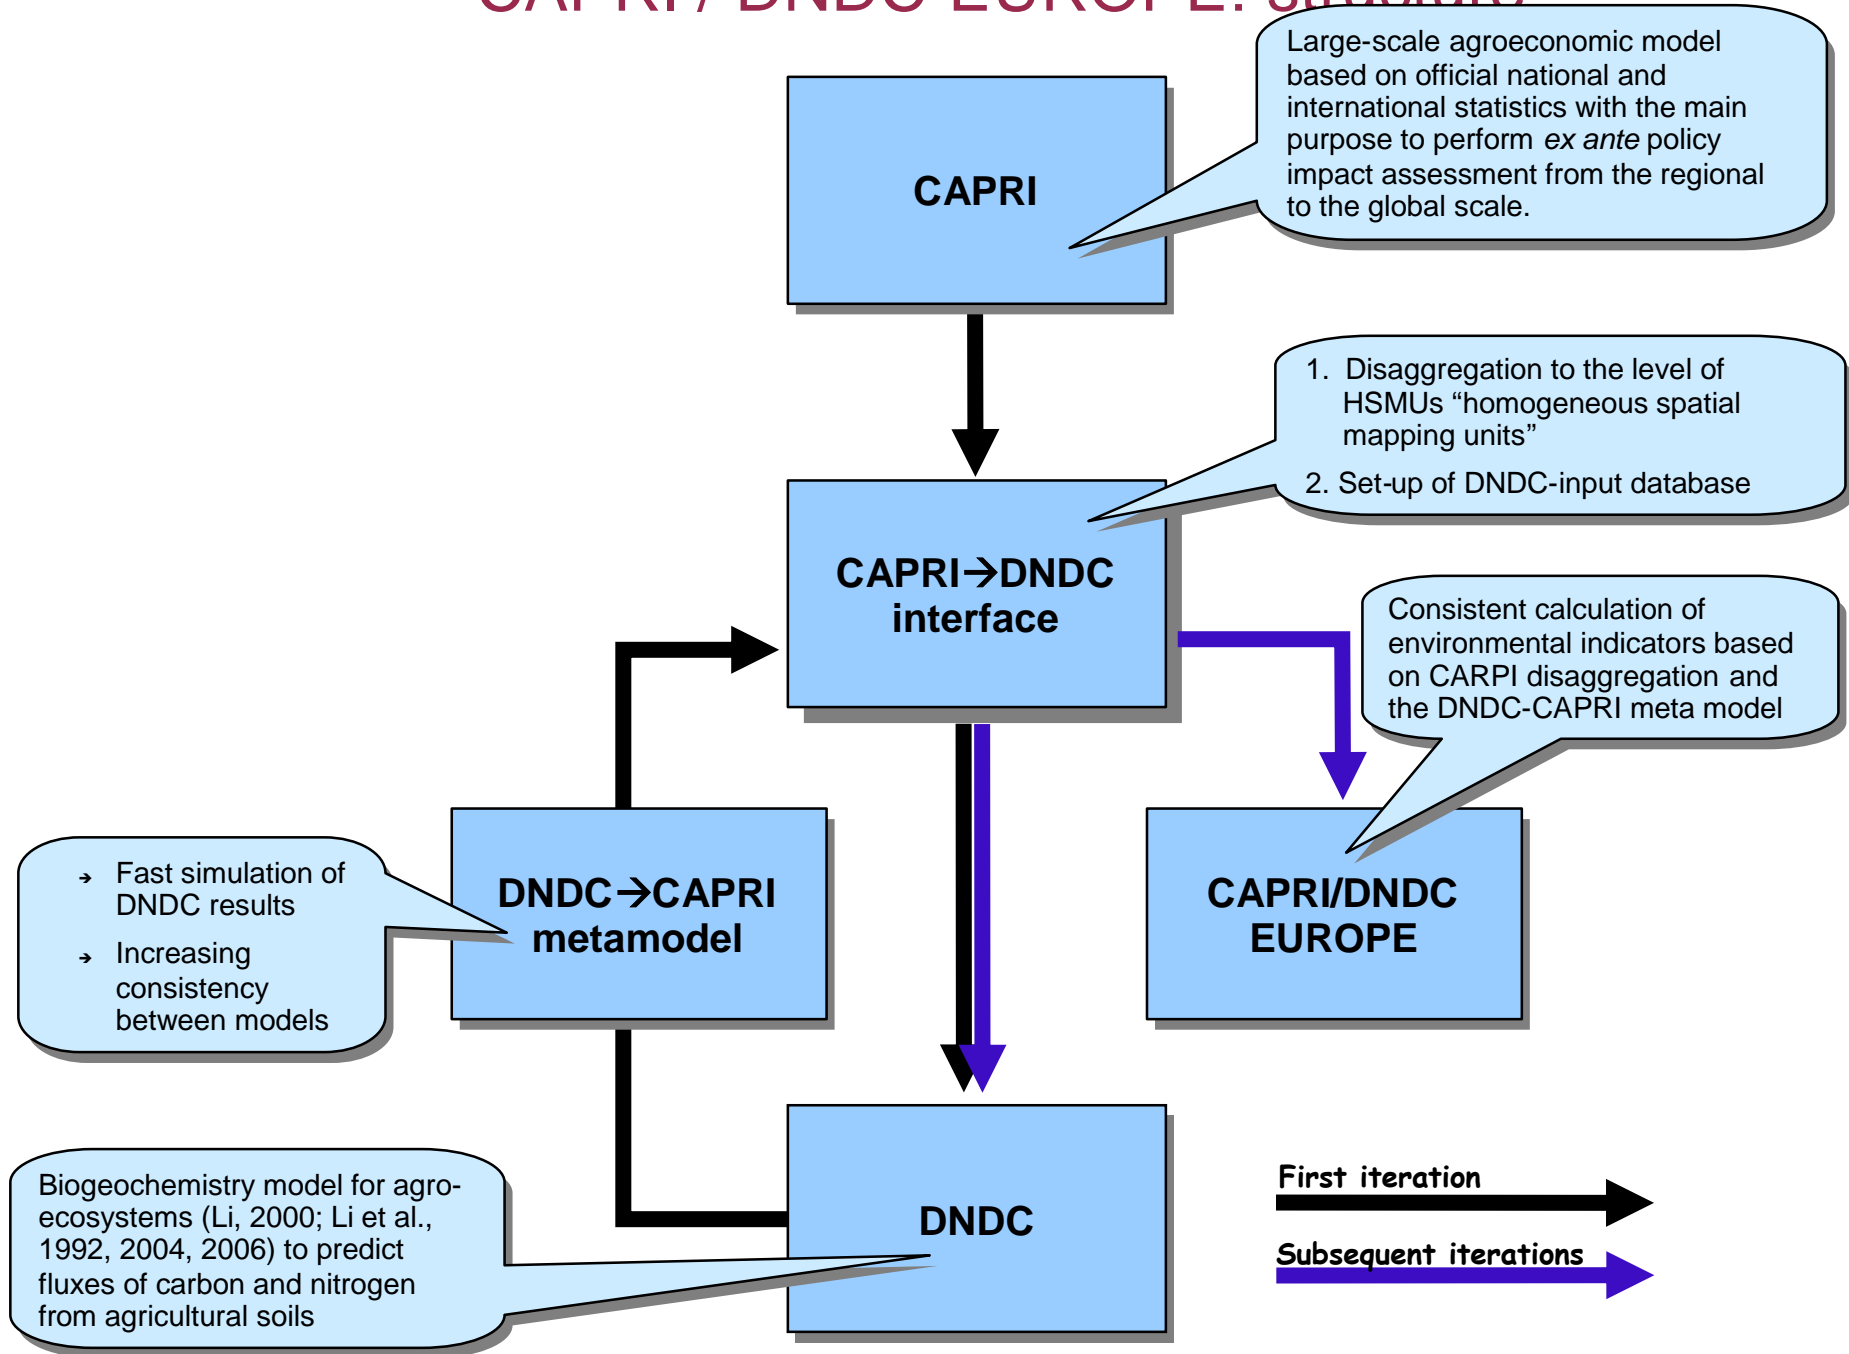 CAPRI / DNDC EUROPE: structure
Large-scale agroeconomic model
based on official national and
international statistics with the main
purpose to perform ex ante policy
impact assessment from the regional
to the global scale.
CAPRI
1. Disaggregation to the level of
HSMUs “homogeneous spatial
mapping units”
2. Set-up of DNDC-input database
CAPRI→DNDC
interface
Consistent calculation of
environmental indicators based
on CARPI disaggregation and
the DNDC-CAPRI meta model
→ Fast simulation of
DNDC results
→ Increasing
consistency
between models
DNDC→CAPRI
metamodel
CAPRI/DNDC
EUROPE
Biogeochemistry model for agro-
ecosystems (Li, 2000; Li et al.,
1992, 2004, 2006) to predict
fluxes of carbon and nitrogen
from agricultural soils
DNDC
First iteration
Subsequent iterations